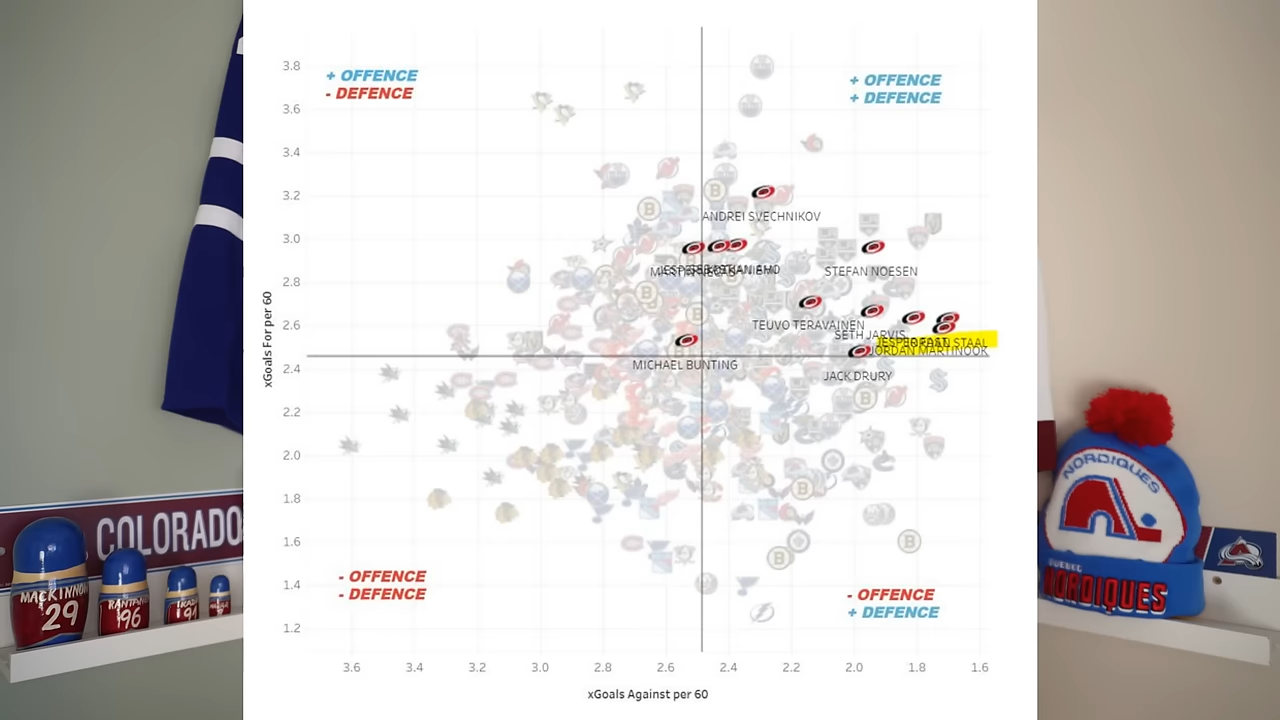 + OFFENCE
- DEFENCE
+ OFFENCE
+ DEFENCE
3.8
3.6
3.4
3.2
3.0
2.8
2.6
2.4
2.2
2.0
1.8
1.6
1.4
1.2
xGoals For per 60
ANDREI SVECHNIKOV
STEFAN NOESEN
TEUVO TERAVAINEN
SETH JARVIS
JORDAN MARTINOOK
MICHAEL BUNTING
JACK DRURY
- OFFENCE
- DEFENCE
- OFFENCE
+ DEFENCE
3.6 3.4 3.2 3.0 2.8 2.6 2.4 2.2 2.0 1.8 1.6
xGoals Against per 60
COLORADO
MACKINNON
29
96
NORDIQUES
QUEBEC
NORDIQUES